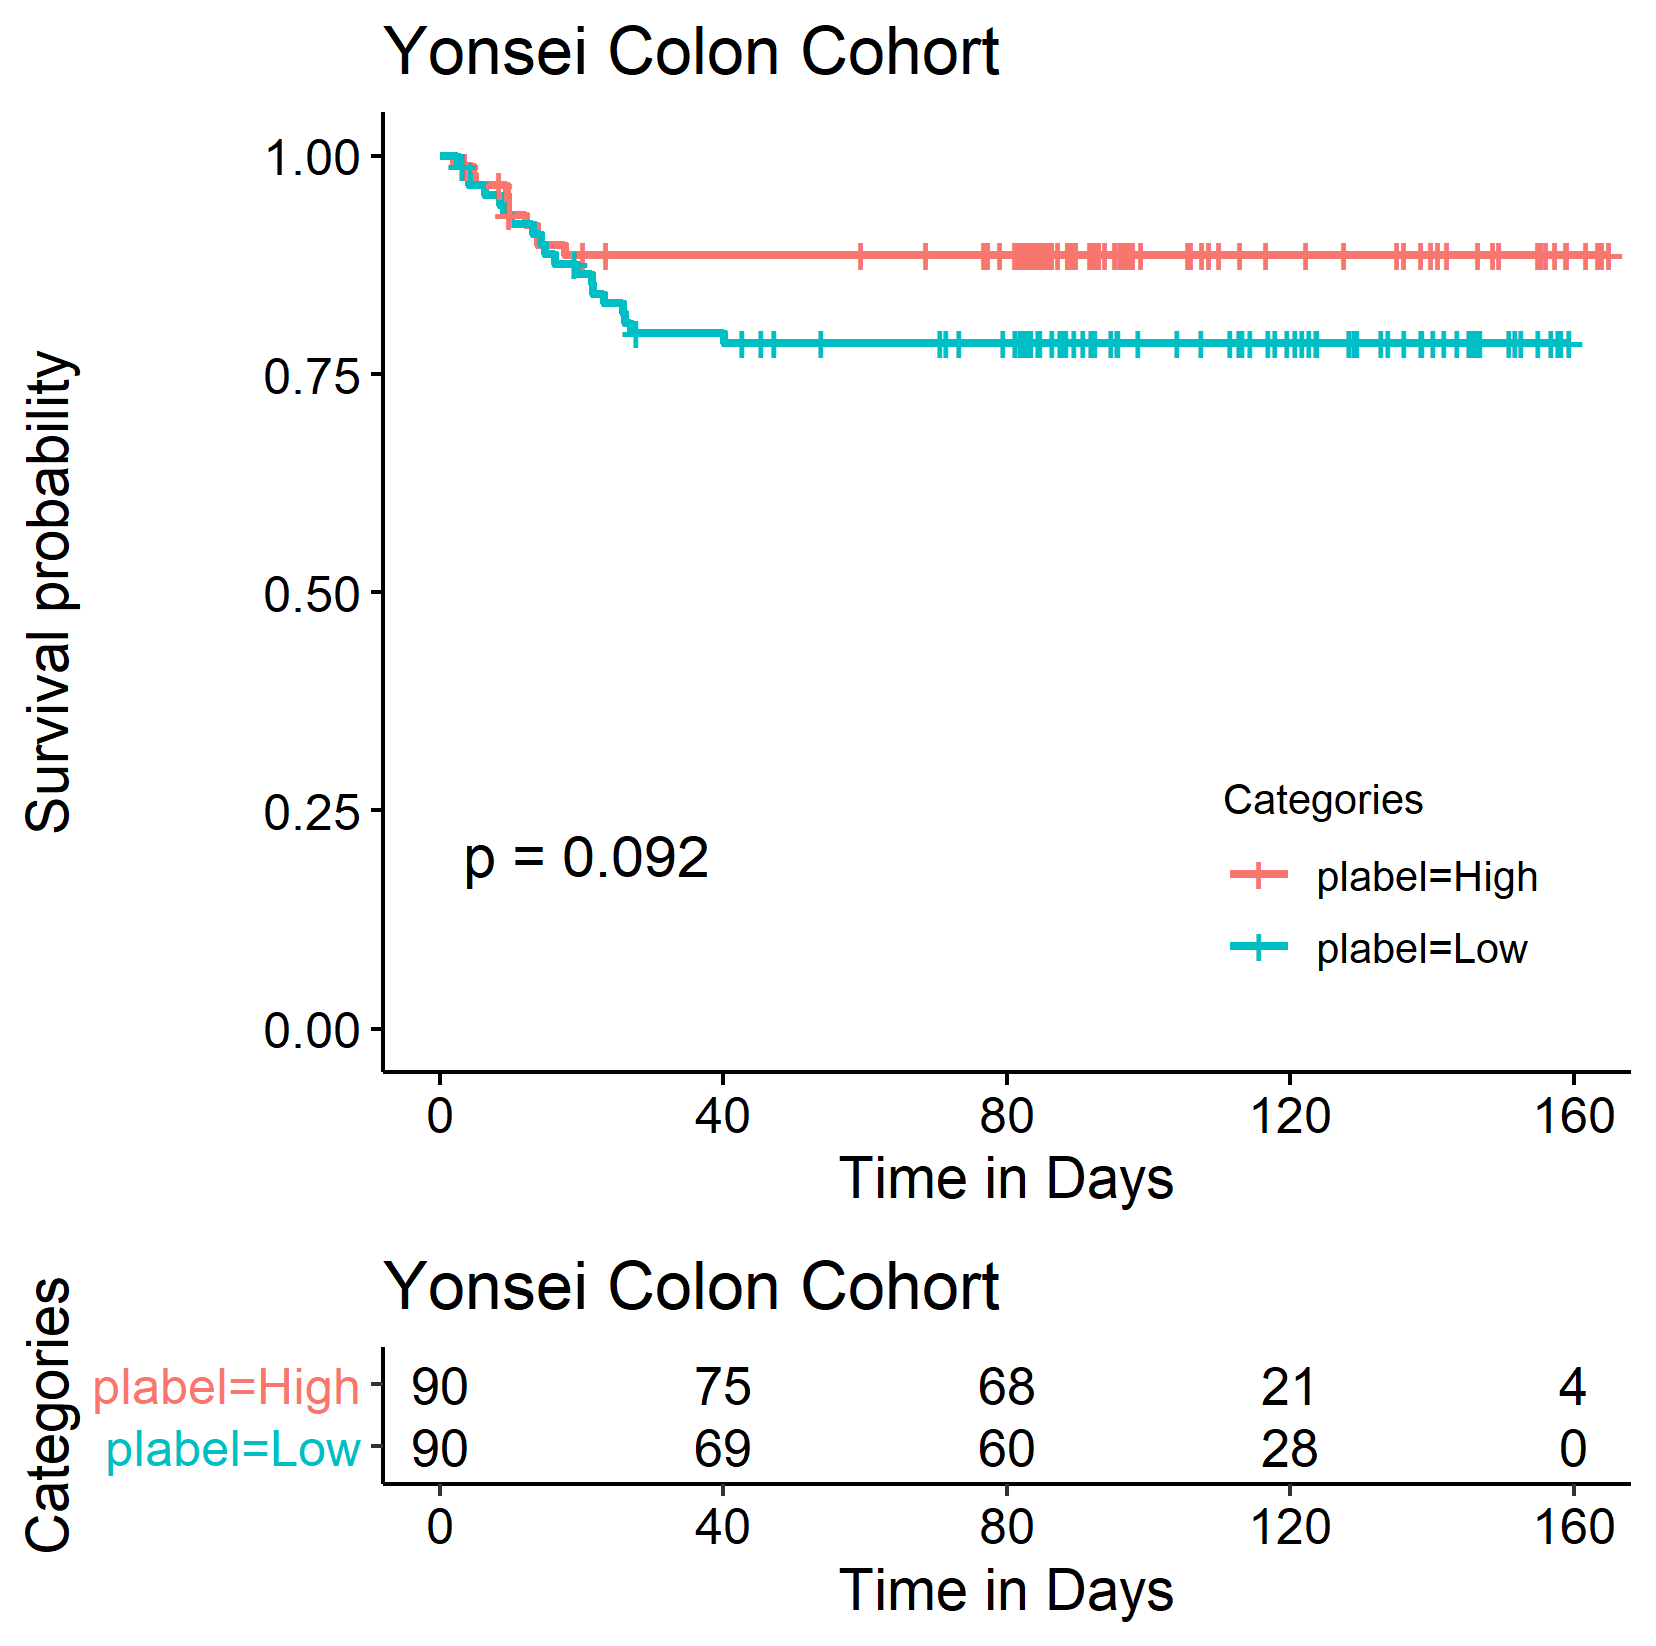 Yonsei Colon Cohort
Survival probability
1.00
0.75
0.50
0.25
0.00
p = 0.092
Categories
plabel=High
plabel=Low
0 40 80 120 160
Time in Days
Yonsei Colon Cohort
Categories
plabel=High 90 75 68 21 4
plabel=Low 90 69 60 28 0
0 40 80 120 160
Time in Days